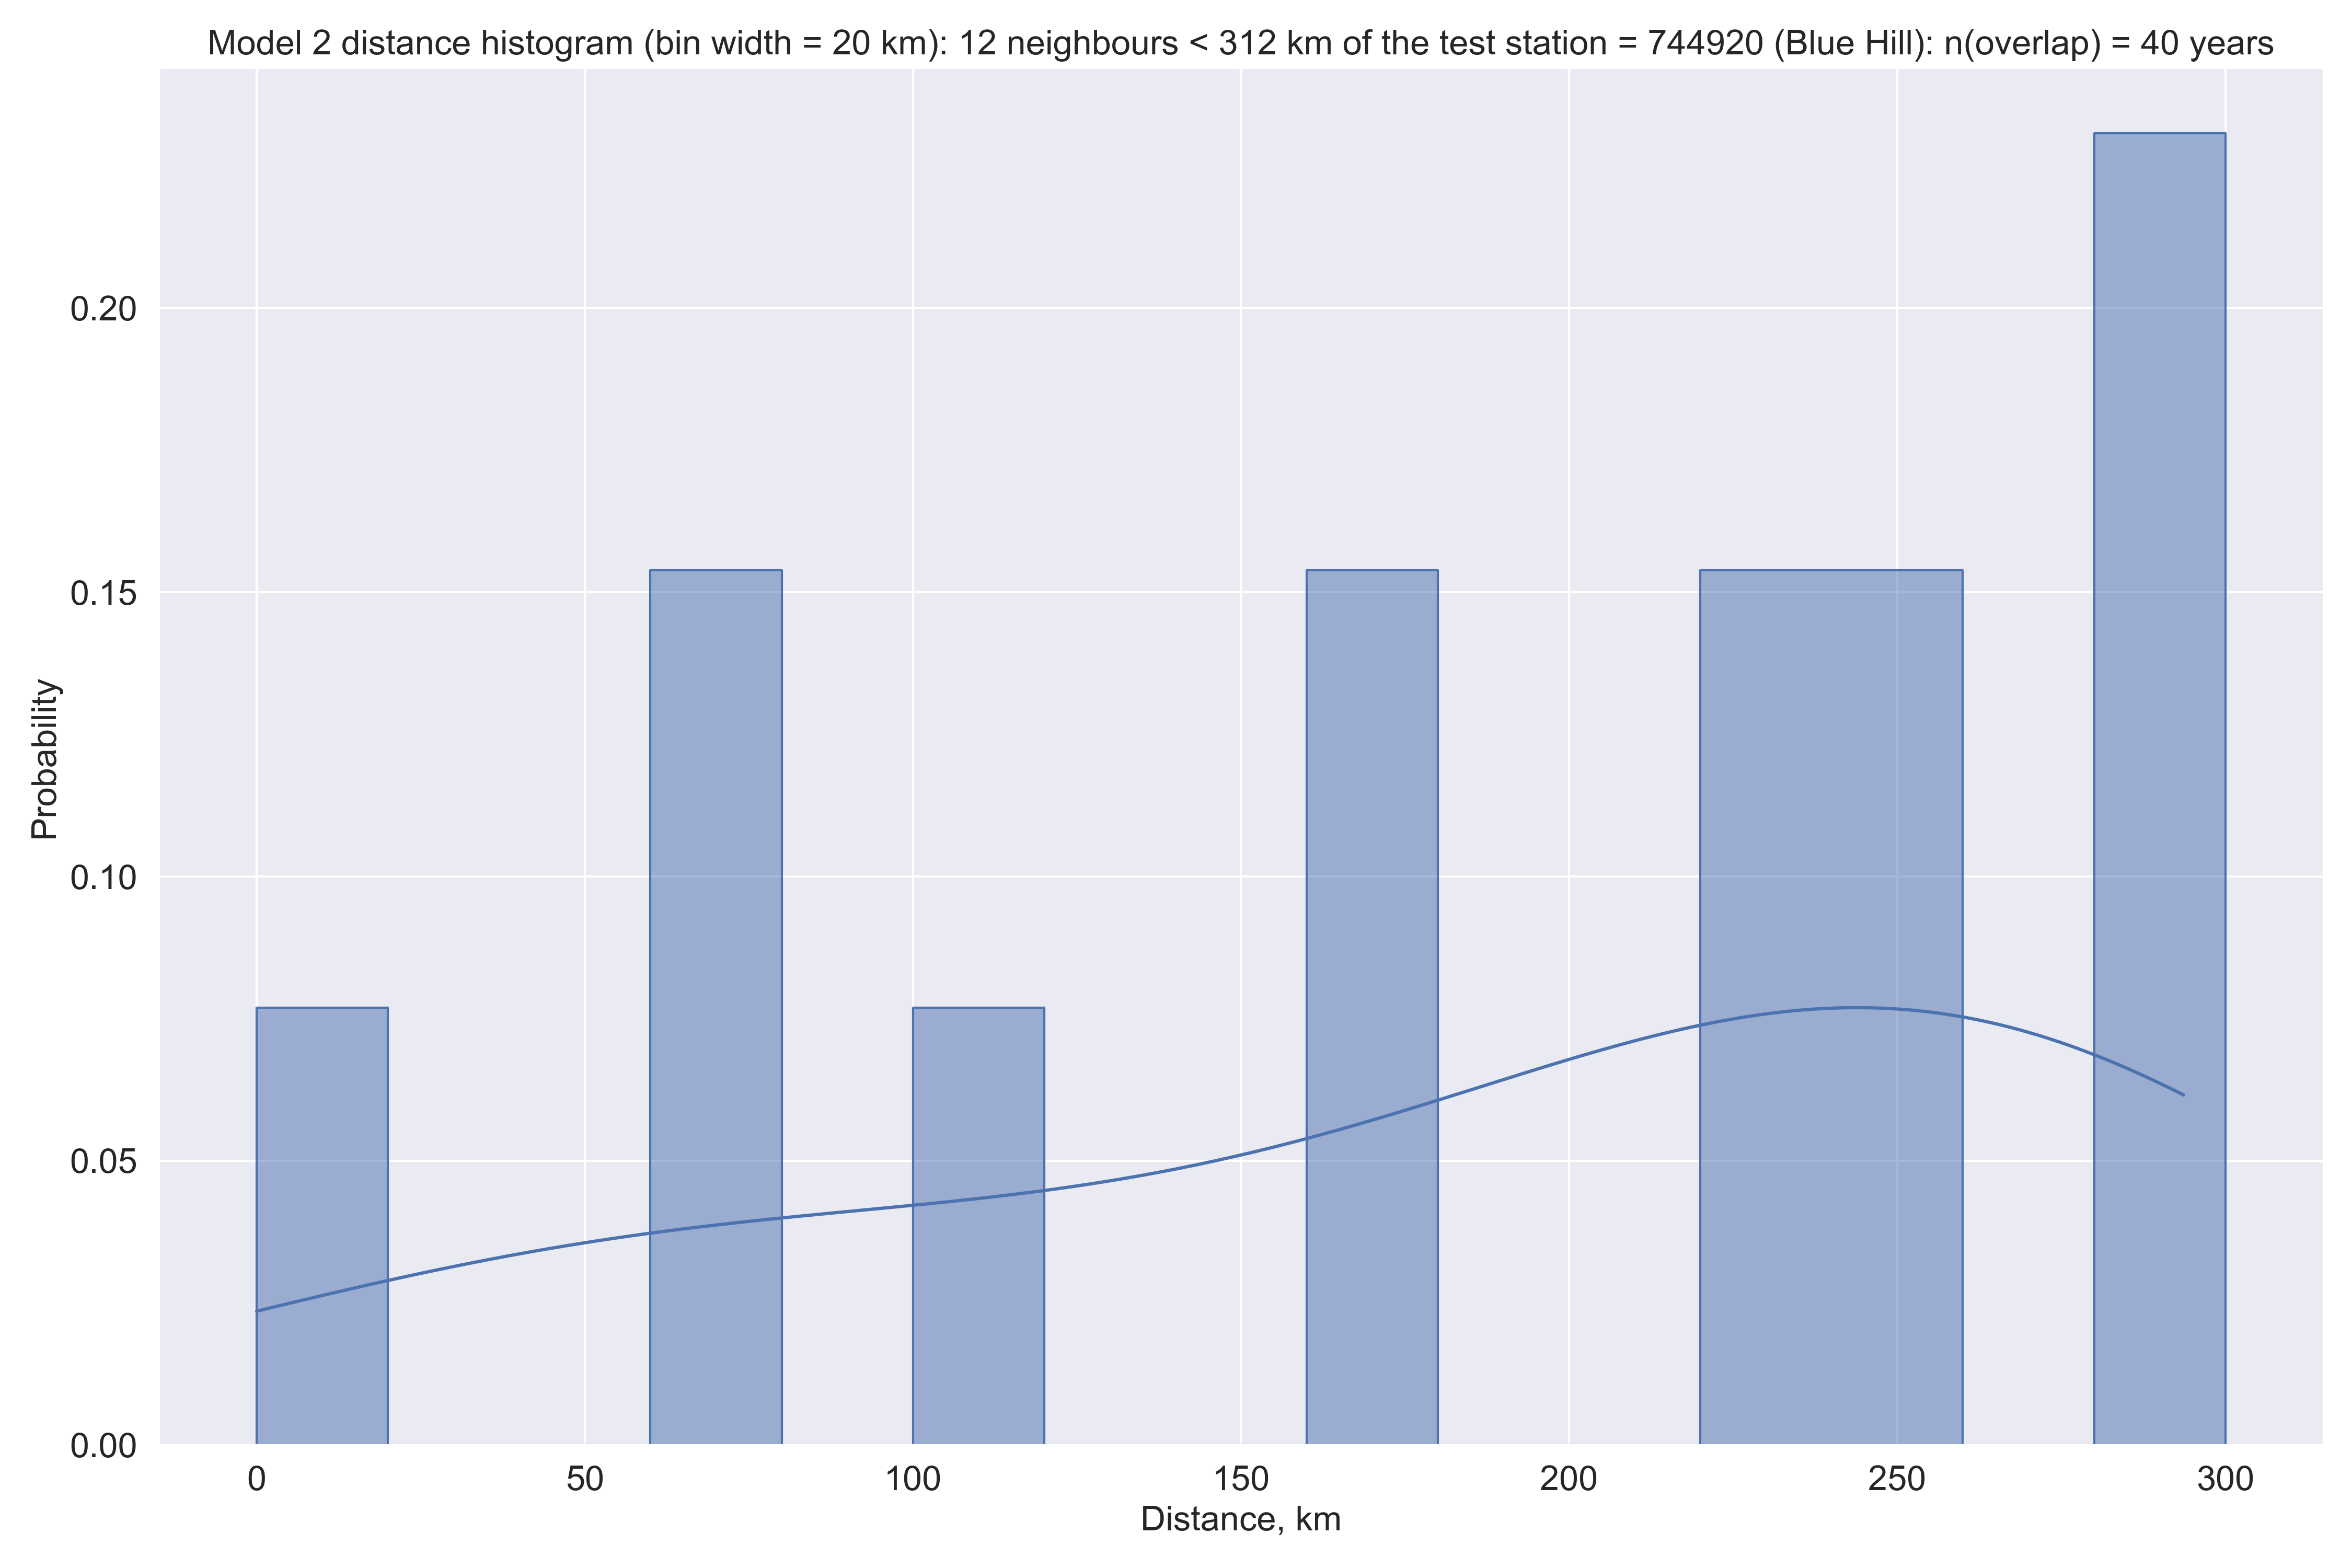 Model 2 distance histogram (bin width = 20 km): 12 neighbours < 312 km of the test station = 744920 (Blue Hill): n(overlap) = 40 years
0.20
0.15
0.10
0.05
0.00
Probability
0 50 100 150 200 250 300
Distance, km